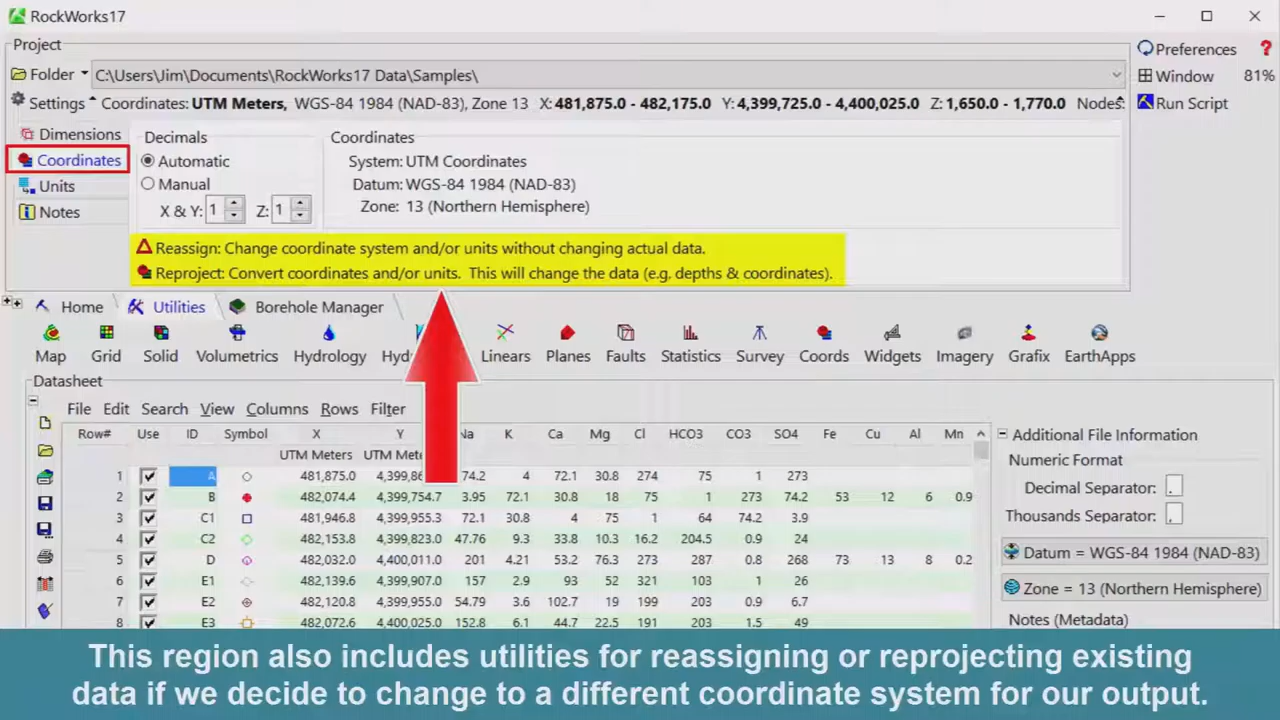 RockWorks17
Project
Folder C:\Users\Jim\Documents\RockWorks17 Data\Samples\
Preferences ?
Window 81%
Settings Coordinates: UTM Meters, WGS-84 1984 (NAD-83), Zone 13 X: 481,875.0 - 482,175.0 Y: 4,399,725.0 - 4,400,025.0 Z: 1,650.0 - 1,770.0 Nodes:
Run Script
Dimensions
Coordinates
Units
Notes
Decimals
Automatic
Manual
X & Y: 1 Z: 1
Coordinates
System: UTM Coordinates
Datum: WGS-84 1984 (NAD-83)
Zone: 13 (Northern Hemisphere)
Reassign: Change coordinate system and/or units without changing actual data.
Reproject: Convert coordinates and/or units. This will change the data (e.g. depths & coordinates).
Home Utilities Borehole Manager
Map Grid Solid Volumetrics Hydrology Linears Planes Faults Statistics Survey Coords Widgets Imagery Grafix EarthApps
Datasheet
File Edit Search View Columns Rows Filter
Row# Use ID Symbol X Y Na K Ca Mg Cl HCO3 CO3 SO4 Fe Cu Al Mn
UTM Meters
1 A 481,875.0 74.2 4 72.1 30.8 274 75 1 273
2 B 482,074.4 4,399,754.7 3.95 72.1 30.8 18 75 1 273 74.2 53 12 6 0.9
3 C1 481,946.8 4,399,955.3 72.1 30.8 4 75 1 64 74.2 3.9
4 C2 482,153.9 4,399,823.0 47.76 9.3 33.8 10.3 16.2 204.5 0.9 24
5 D 482,032.0 4,400,011.0 201 4.21 53.2 76.3 273 287 0.8 268 73 13 8 0.2
6 E1 482,139.6 4,399,907.0 157 2.9 93 52 321 103 1 26
7 E2 482,120.8 4,399,955.0 54.79 3.6 102.7 19 199 203 0.9 6.7
8 E3 482,072.6 4,400,025.0 152.8 6.1 44.7 22.5 191 203 1.5 49
Additional File Information
Numeric Format
Decimal Separator: .
Thousands Separator: ,
Datum = WGS-84 1984 (NAD-83)
Zone = 13 (Northern Hemisphere)
Notes (Metadata)
This region also includes utilities for reassigning or reprojecting existing
data if we decide to change to a different coordinate system for our output.